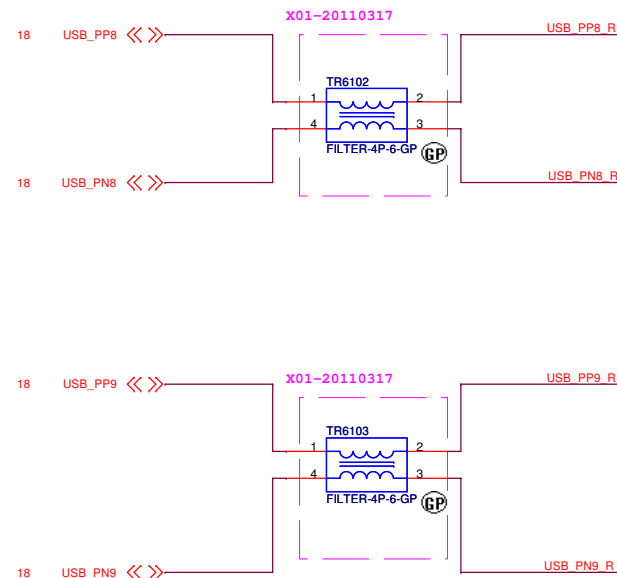 X01-20110317
18 USB_PP8 USB_PP8_R
TR6102
1 2
4 3
FILTER-4P-6-GP GP
18 USB_PN8 USB_PN8_R
X01-20110317
18 USB_PP9 USB_PP9_R
TR6103
1 2
4 3
FILTER-4P-6-GP GP
18 USB_PN9 USB_PN9_R